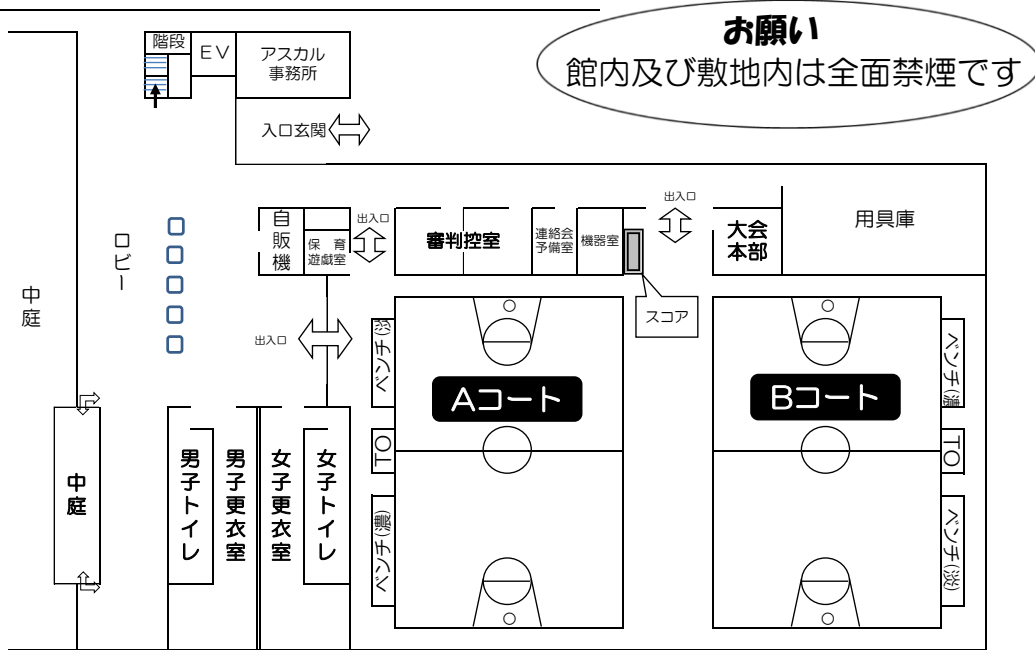 お願い
館内及び敷地内は全面禁煙です
階段
EV
アスカル
事務所
入口玄関
ロビー
中庭
自販機
保育
遊戯室
出入口
審判控室
連絡会
予備室
機器室
出入口
大会
本部
用具庫
スコア
出入口
ベンチ(淡
Aコート
TO
ベンチ(濃)
Bコート
ベンチ(濃
TO
ベンチ(淡)
中庭
男子トイレ
男子更衣室
女子更衣室
女子トイレ